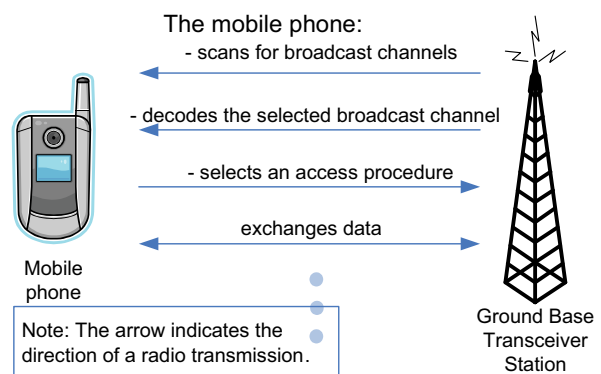 The mobile phone:
- scans for broadcast channels
- decodes the selected broadcast channel
- selects an access procedure
exchanges data
Mobile
phone
Ground Base
Transceiver
Station
Note: The arrow indicates the
direction of a radio transmission.